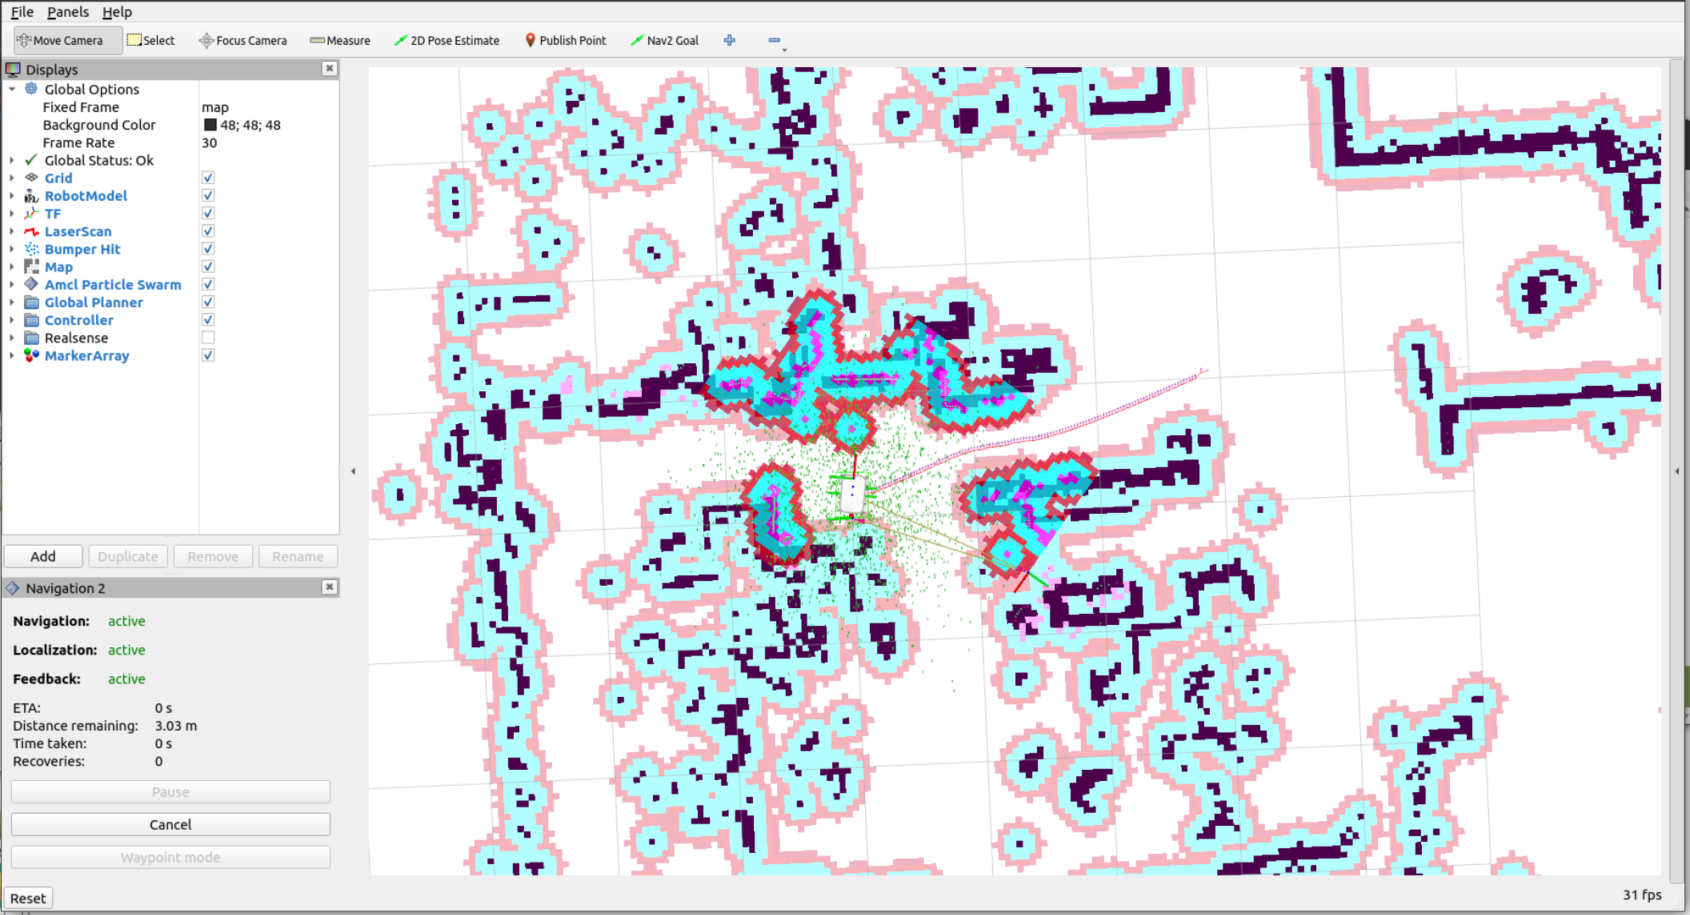 File Panels Help
Move Camera Select Focus Camera Measure 2D Pose Estimate Publish Point Nav2 Goal
Displays
Global Options
Fixed Frame map
Background Color 48; 48; 48
Frame Rate 30
Global Status: Ok
Grid
RobotModel
TF
LaserScan
Bumper Hit
Map
Amcl Particle Swarm
Global Planner
Controller
Realsense
MarkerArray
Add Duplicate Remove Rename
Navigation 2
Navigation: active
Localization: active
Feedback: active
ETA: 0 s
Distance remaining: 3.03 m
Time taken: 0 s
Recoveries: 0
Pause
Cancel
Waypoint mode
Reset
31 fps